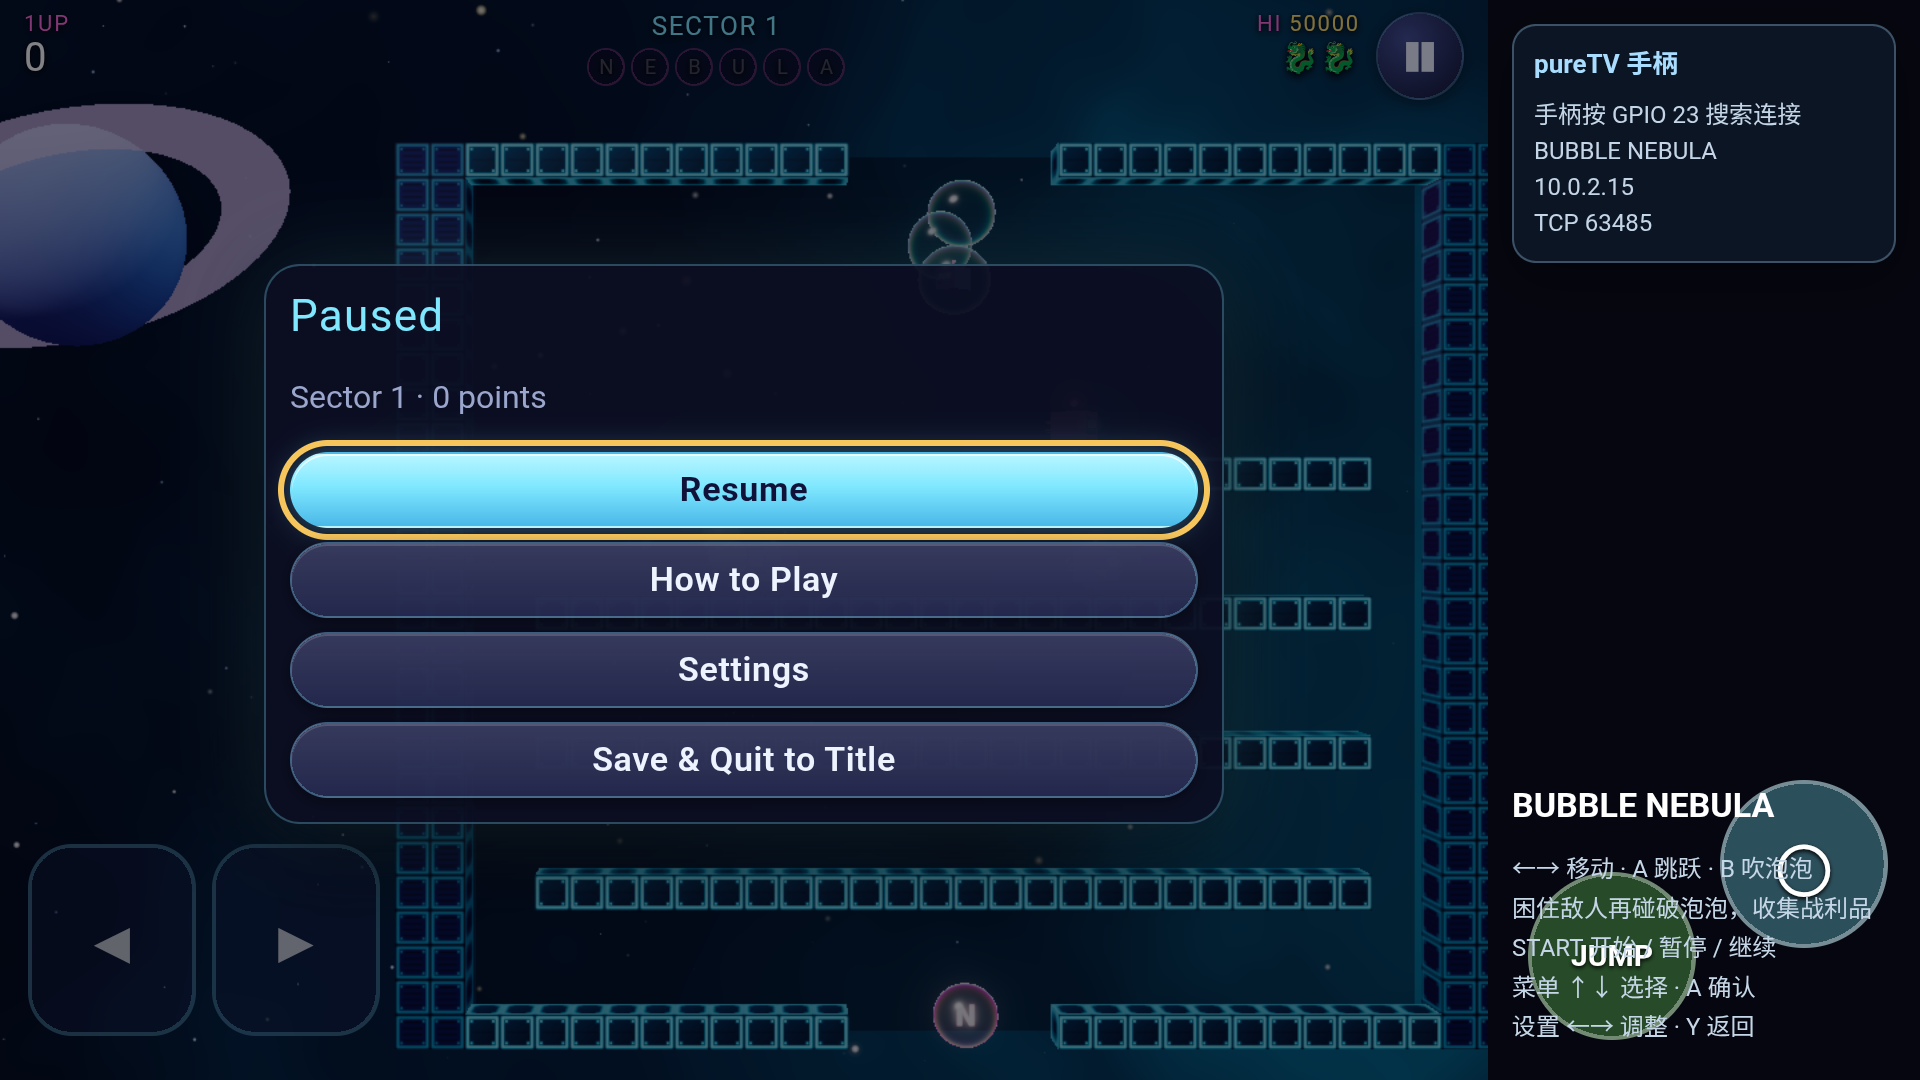 1UP
0
SECTOR 1
N E B U L A
HI 50000
Paused
Sector 1 · 0 points
Resume
How to Play
Settings
Save & Quit to Title
N
pureTV 手柄
手柄按 GPIO 23 搜索连接
BUBBLE NEBULA
10.0.2.15
TCP 63485
BUBBLE NEBULA
←→ 移动 · A 跳跃 · B 吹泡泡
困住敌人再碰破泡泡，收集战利品
START 开始 / 暂停 / 继续
JUMP
菜单 ↑↓ 选择 · A 确认
设置 ←→ 调整 · Y 返回